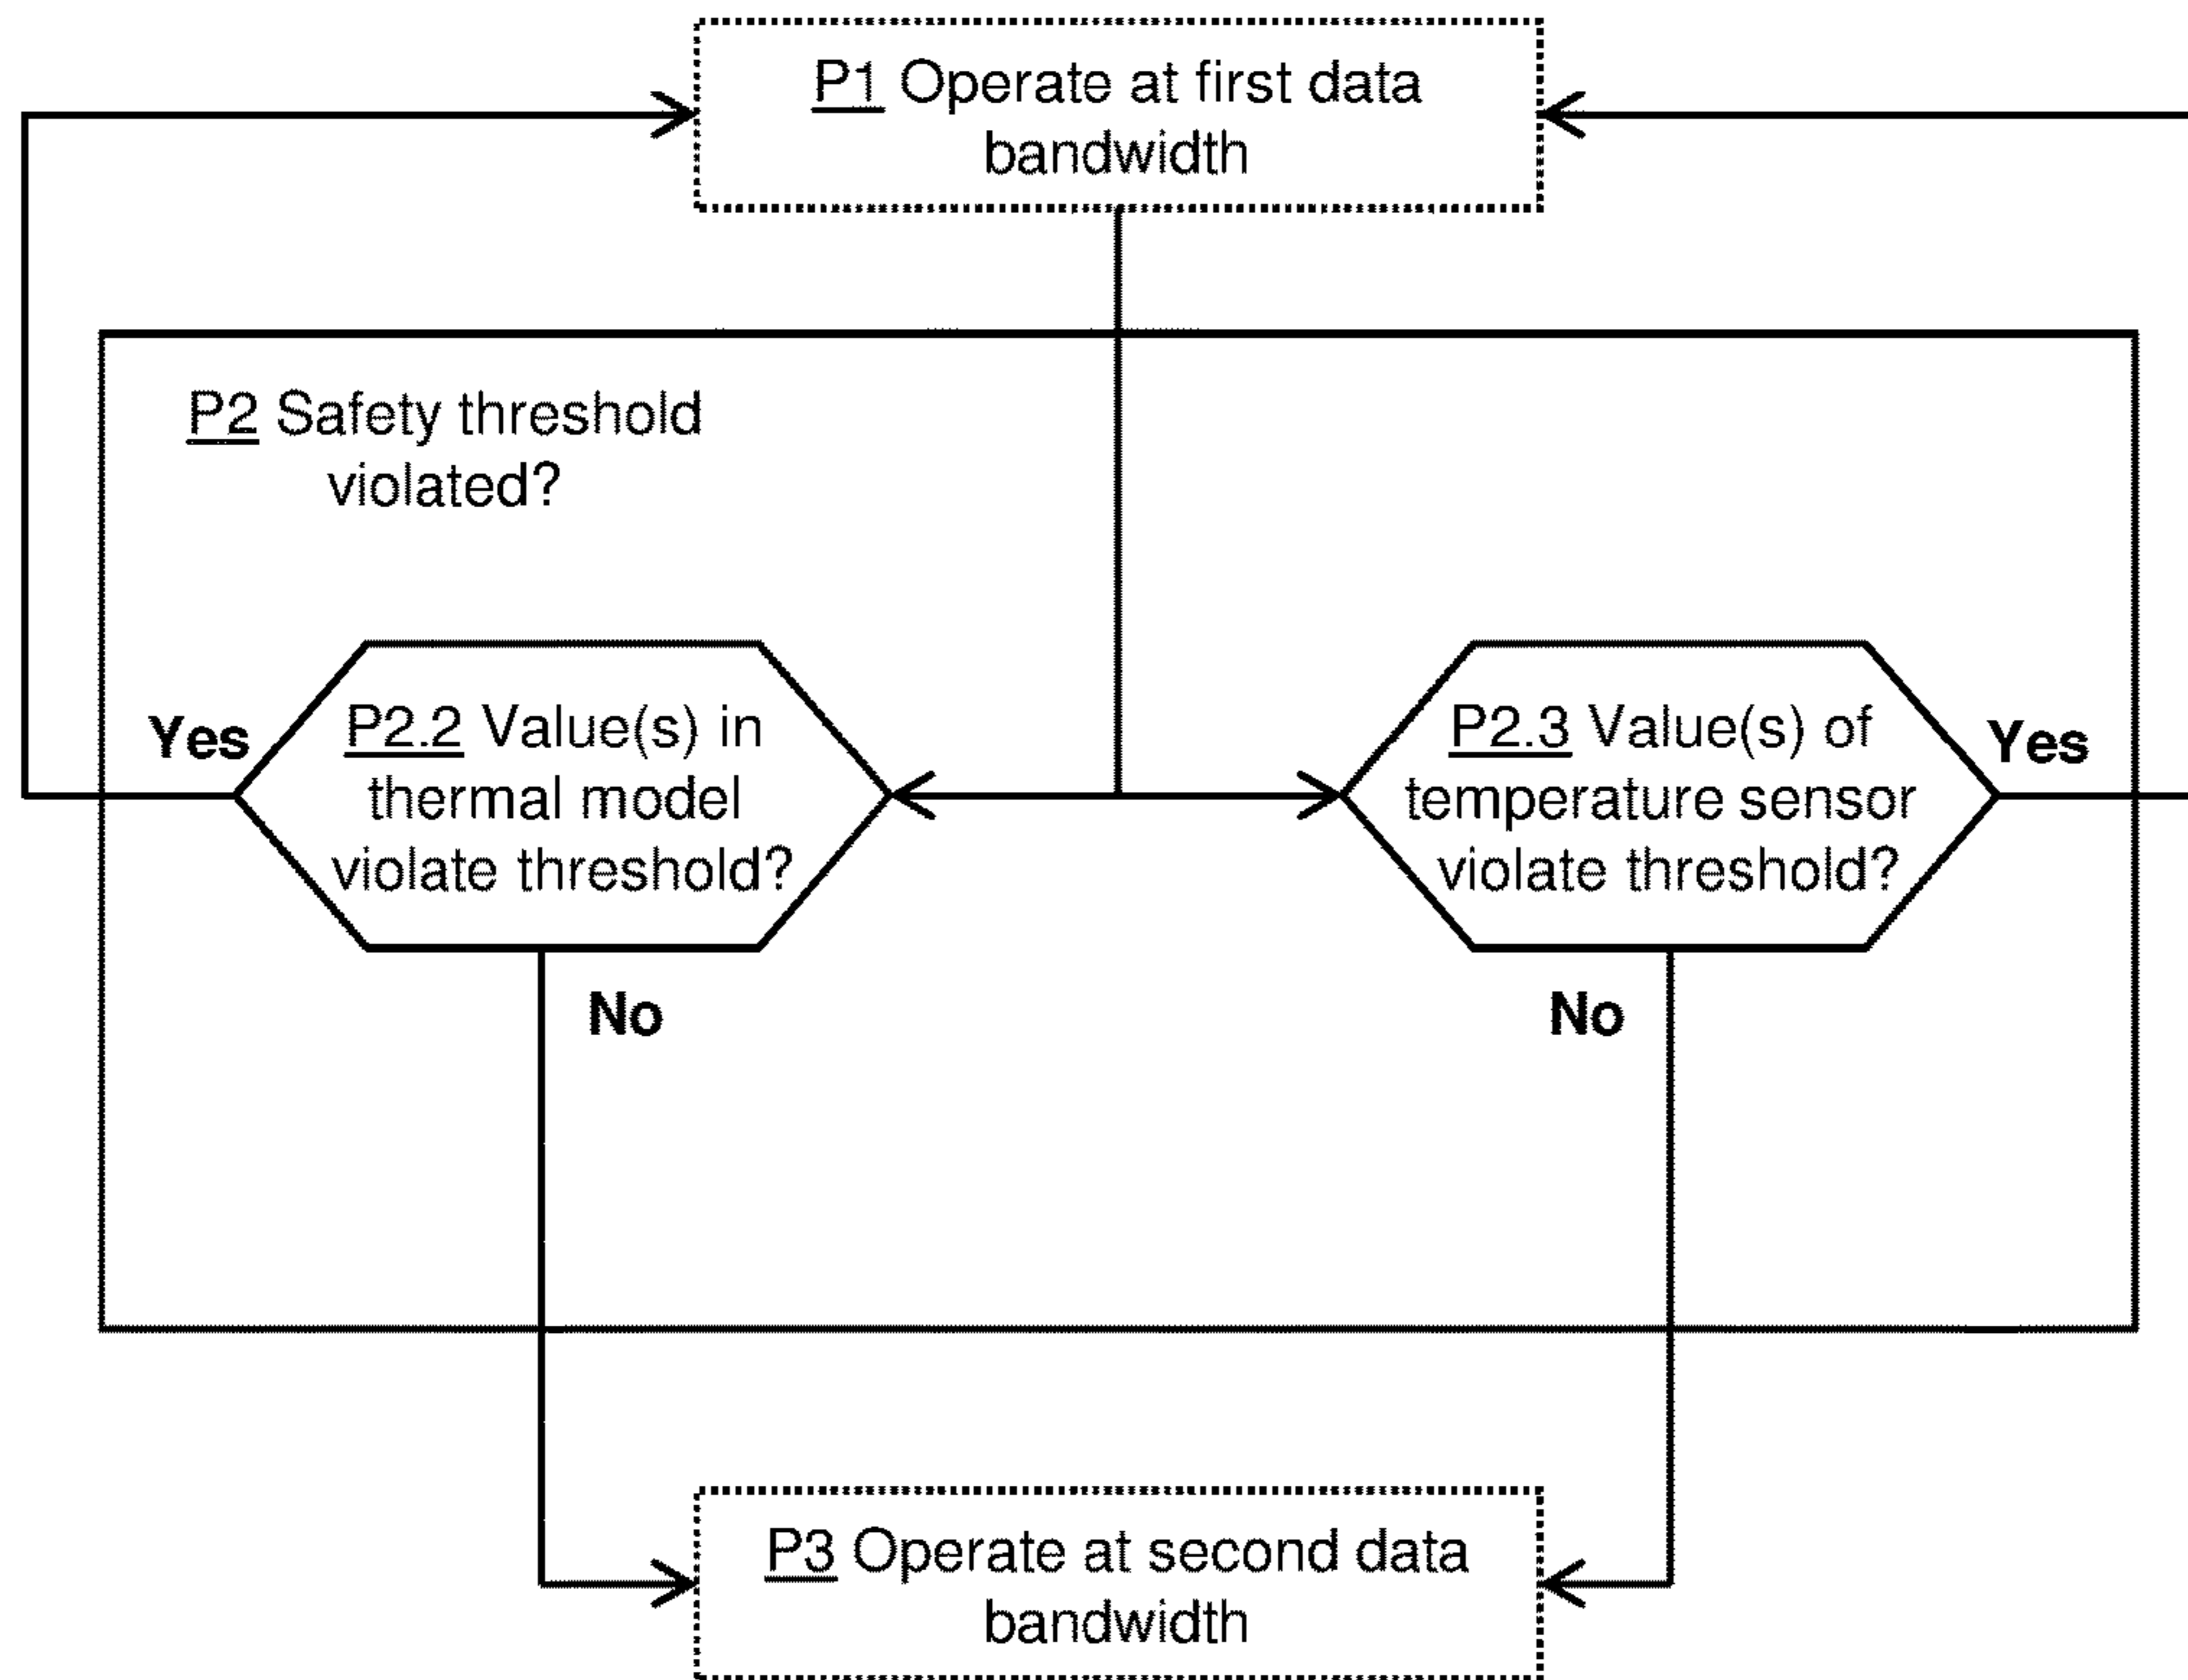 P1 Operate at first data
bandwidth
P2 Safety threshold
violated?
Yes
P2.2 Value(s) in
thermal model
violate threshold?
No
P2.3 Value(s) of
temperature sensor
violate threshold?
Yes
No
P3 Operate at second data
bandwidth